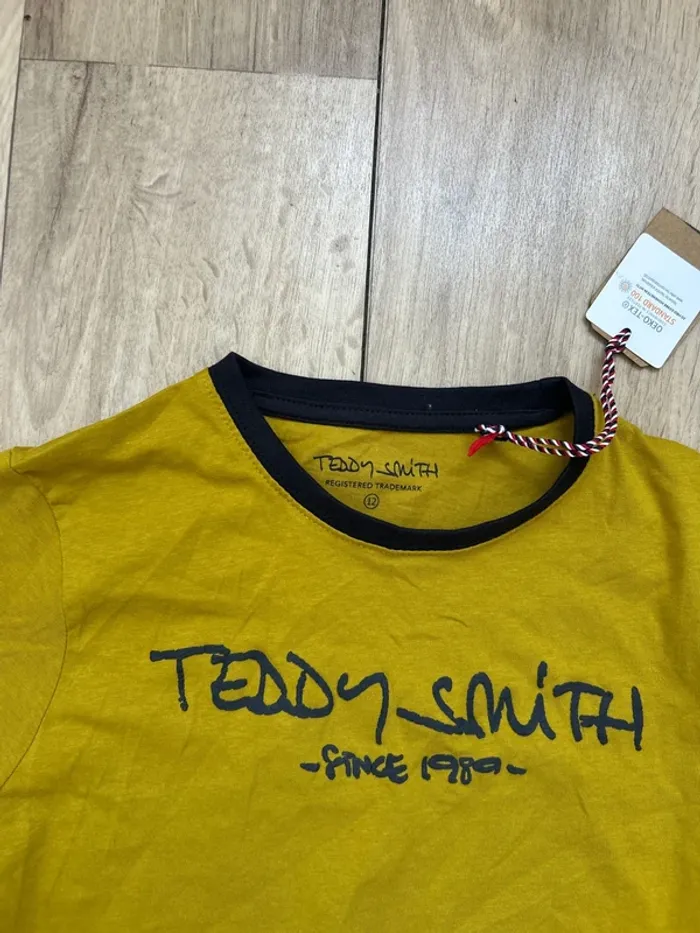 OEKO-TEX®
STANDARD 100
TEDDY SMITH
REGISTERED TRADEMARK
12
TEDDY SMITH
-SINCE 1989-